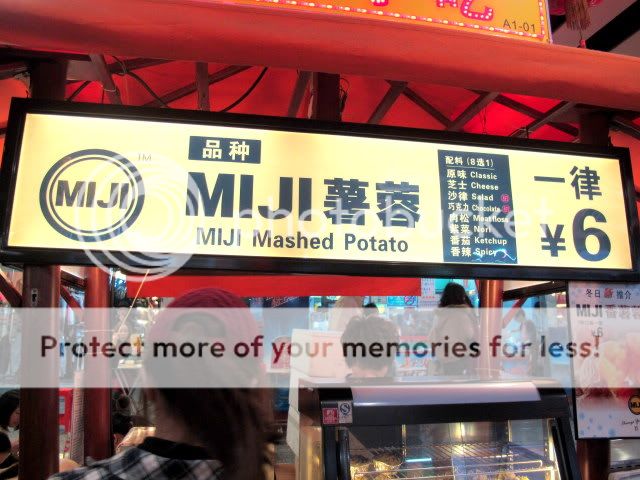 A1-01
MIJI
TM
品种
MIJI薯蓉
MIJI Mashed Potato
配料(8选1)
原味 Classic
芝士 Cheese
沙律 Salad
巧克力 Chocolate
肉松 Meatfloss
紫菜 Nori
番茄 Ketchup
香辣 Spicy
一律
¥6
photobucket
Protect more of your memories for less!
冬日 推介
MIJI